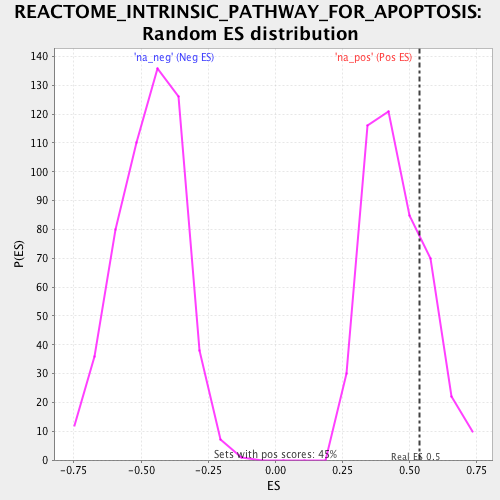 REACTOME_INTRINSIC_PATHWAY_FOR_APOPTOSIS:
Random ES distribution
'na_neg' (Neg ES)
'na_pos' (Pos ES)
140
130
120
110
100
90
80
70
60
50
40
30
20
10
0
P(ES)
Sets with pos scores: 45%
Real ES 0.5
-0.75
-0.50
-0.25
0.00
0.25
0.50
0.75
ES